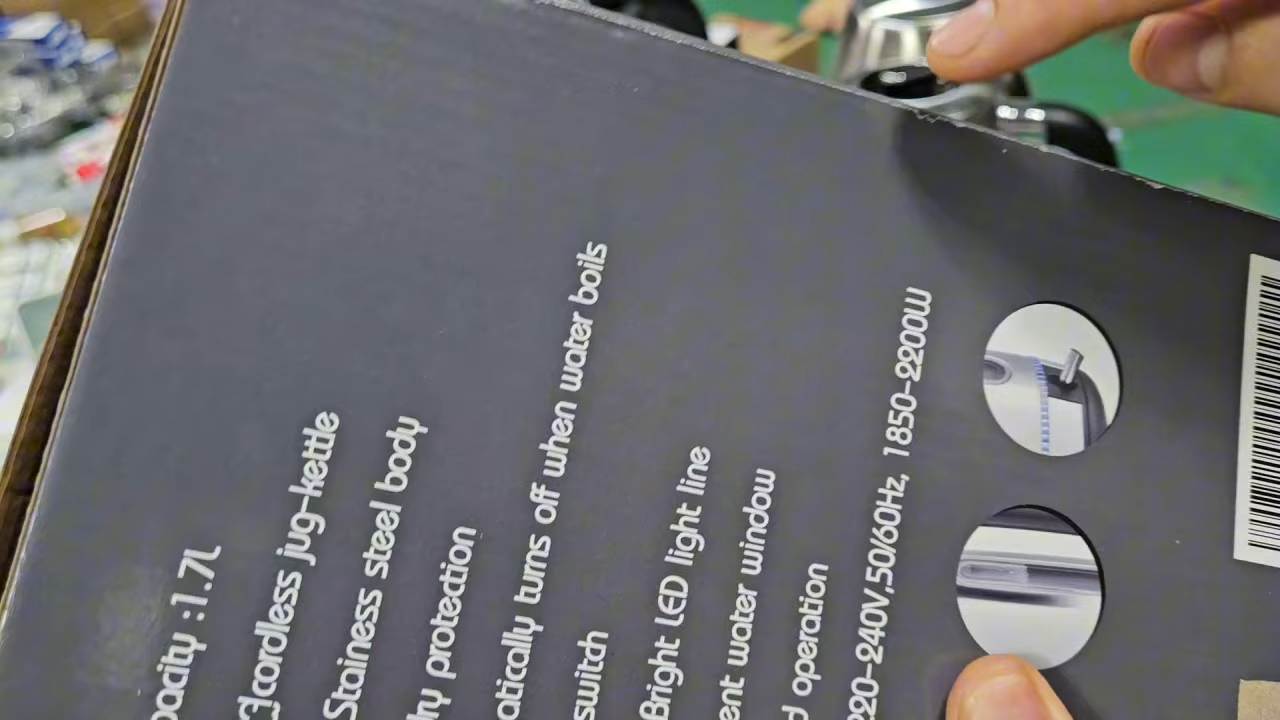 pacity :1.7L
cordless jug-kettle
Stainess steel body
dry protection
atically turns off when water boils
switch
Bright LED light line
ent water window
d operation
220-240V,50/60Hz, 1850-2200W